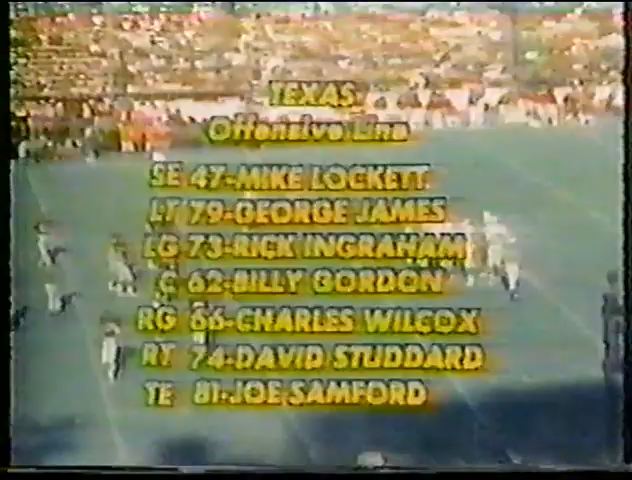 TEXAS
Offensive Line
SE 47-MIKE LOCKETT
LT 79-GEORGE JAMES
LG 73-RICK INGRAHAM
C 62-BILLY GORDON
RG 66-CHARLES WILCOX
RT 74-DAVID STUDDARD
TE 81-JOE SAMFORD